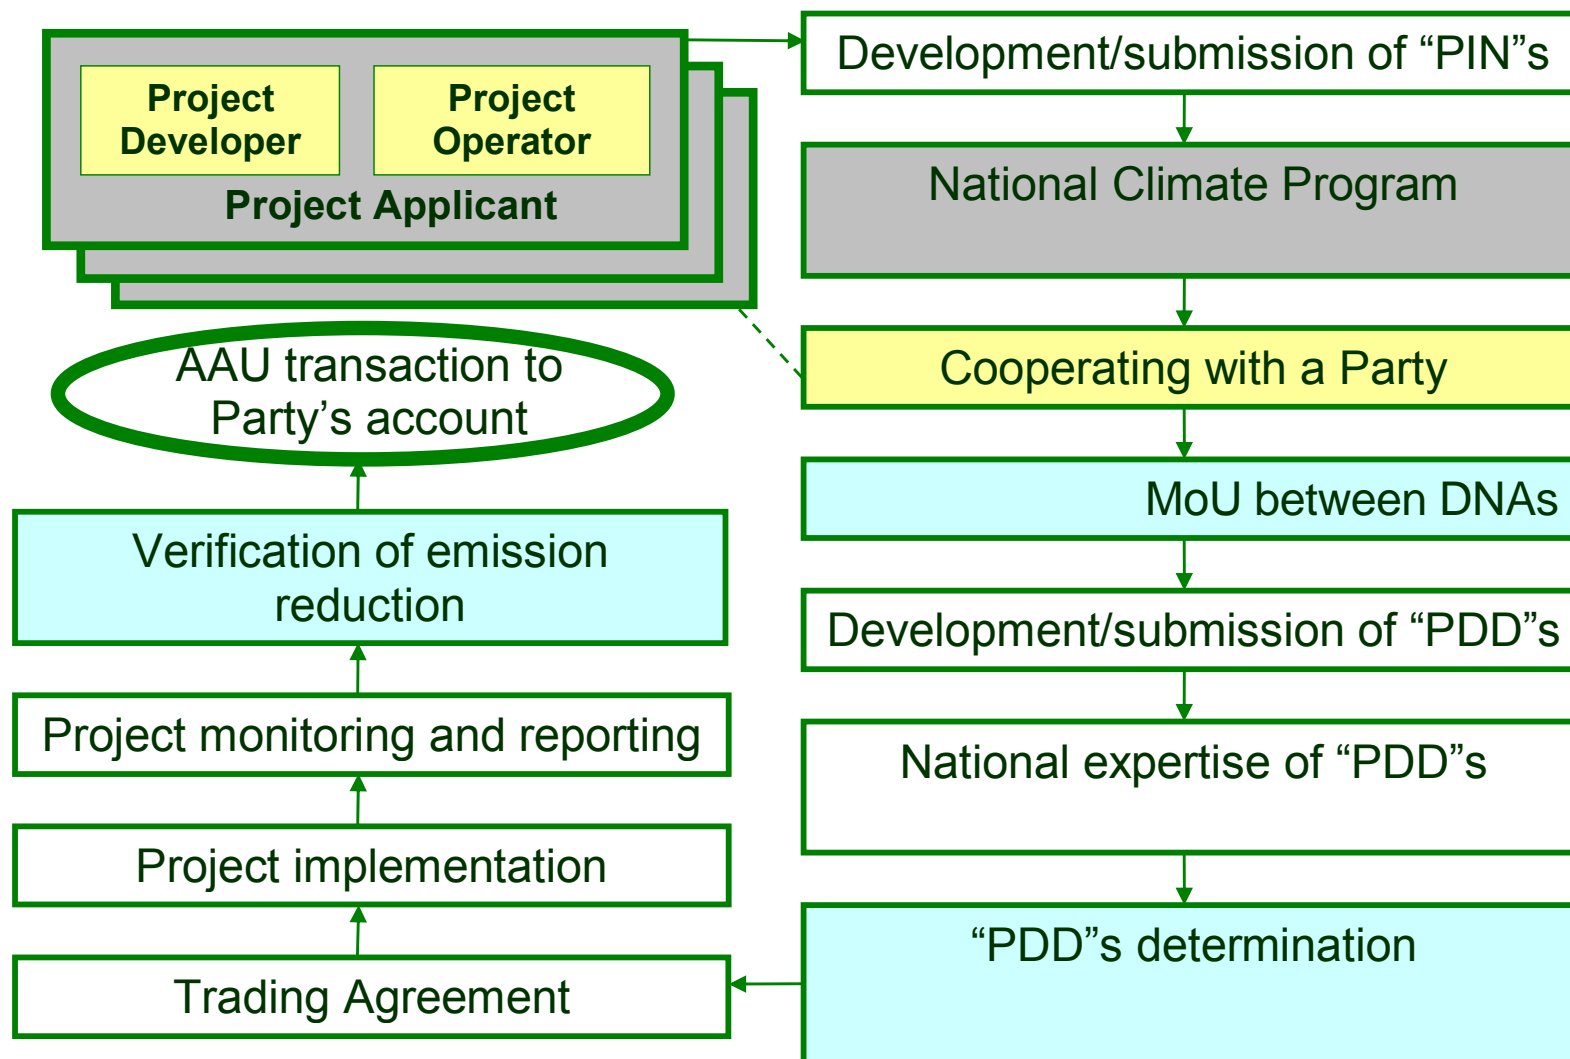 Project
Developer
Project
Operator
Project Applicant
Development/submission of “PIN”s
National Climate Program
Cooperating with a Party
MoU between DNAs
Development/submission of “PDD”s
National expertise of “PDD”s
“PDD”s determination
Trading Agreement
Project implementation
Project monitoring and reporting
Verification of emission
reduction
AAU transaction to
Party’s account